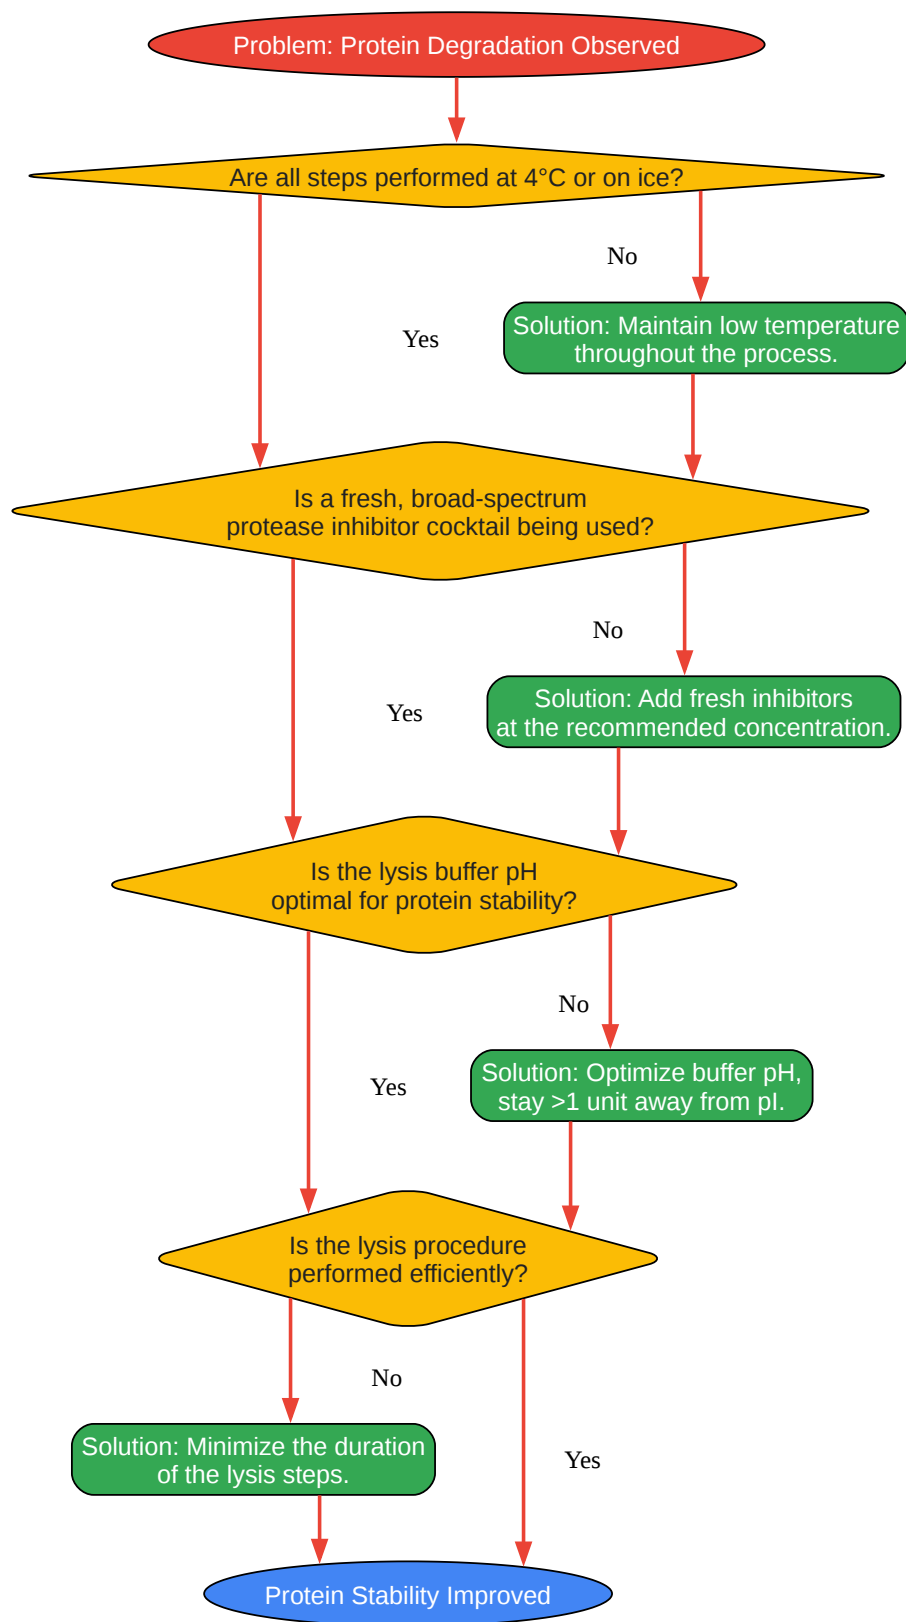 Problem: Protein Degradation Observed
Are all steps performed at 4°C or on ice?
No
Solution: Maintain low temperature
throughout the process.
Yes
Is a fresh, broad-spectrum
protease inhibitor cocktail being used?
No
Solution: Add fresh inhibitors
at the recommended concentration.
Yes
Is the lysis buffer pH
optimal for protein stability?
No
Solution: Optimize buffer pH,
stay >1 unit away from pI.
Yes
Is the lysis procedure
performed efficiently?
No
Solution: Minimize the duration
of the lysis steps.
Yes
Protein Stability Improved